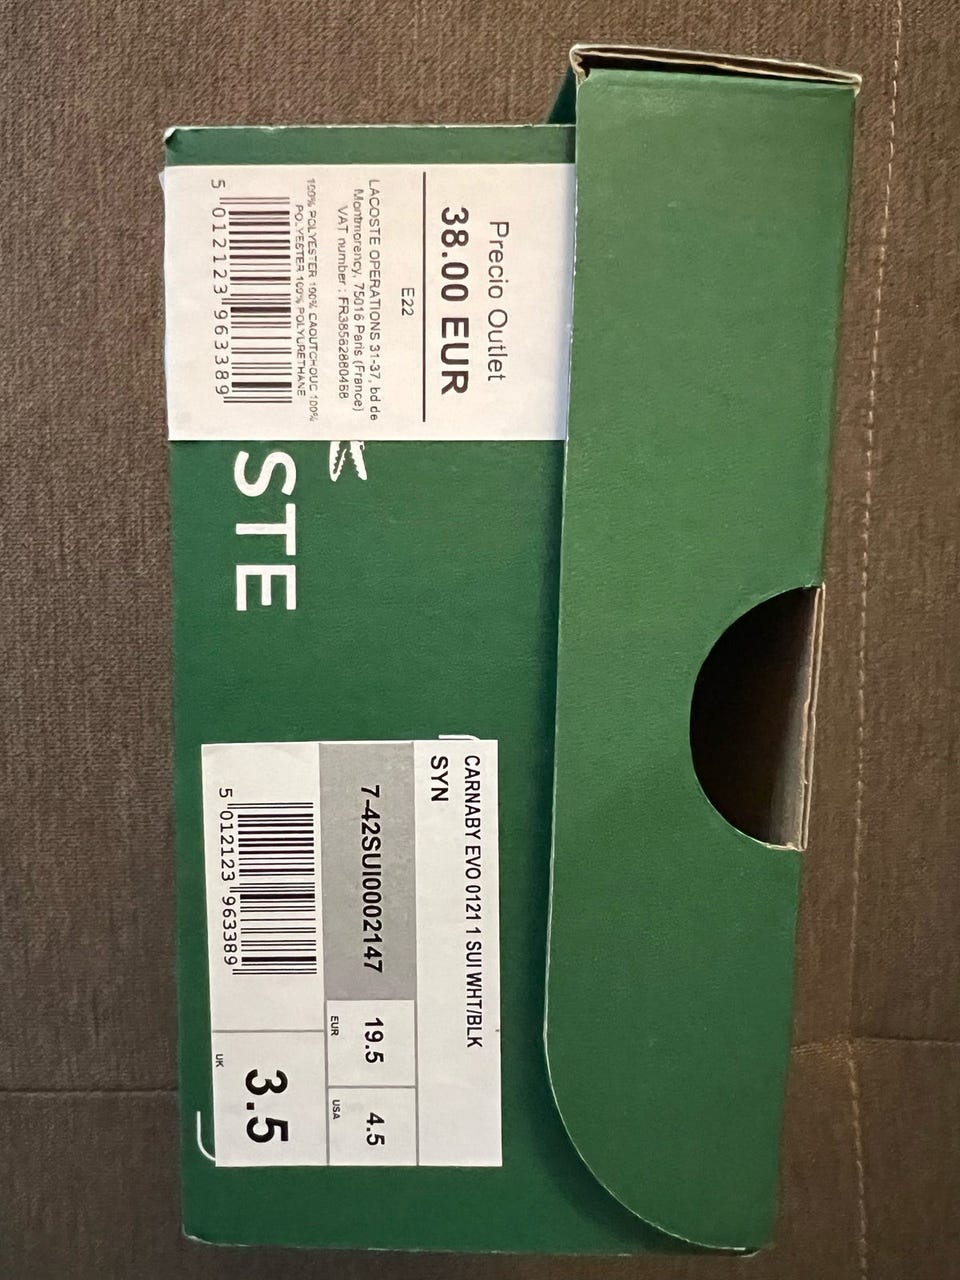 Precio Outlet
38.00 EUR
E22
LACOSTE OPERATIONS 31-37, bd de
Montmorency, 75016 Paris (France)
VAT number : FR38562880458
100% POLYESTER 100% CAOUTCHOUC 100%
POLYESTER 100% POLYURETHANE
5 012123 963389
STE
CARNABY EVO 0121 1 SUI WHT/BLK
SYN
7-42SUI0002147
19.5
EUR
4.5
USA
5 012123 963389
3.5
UK